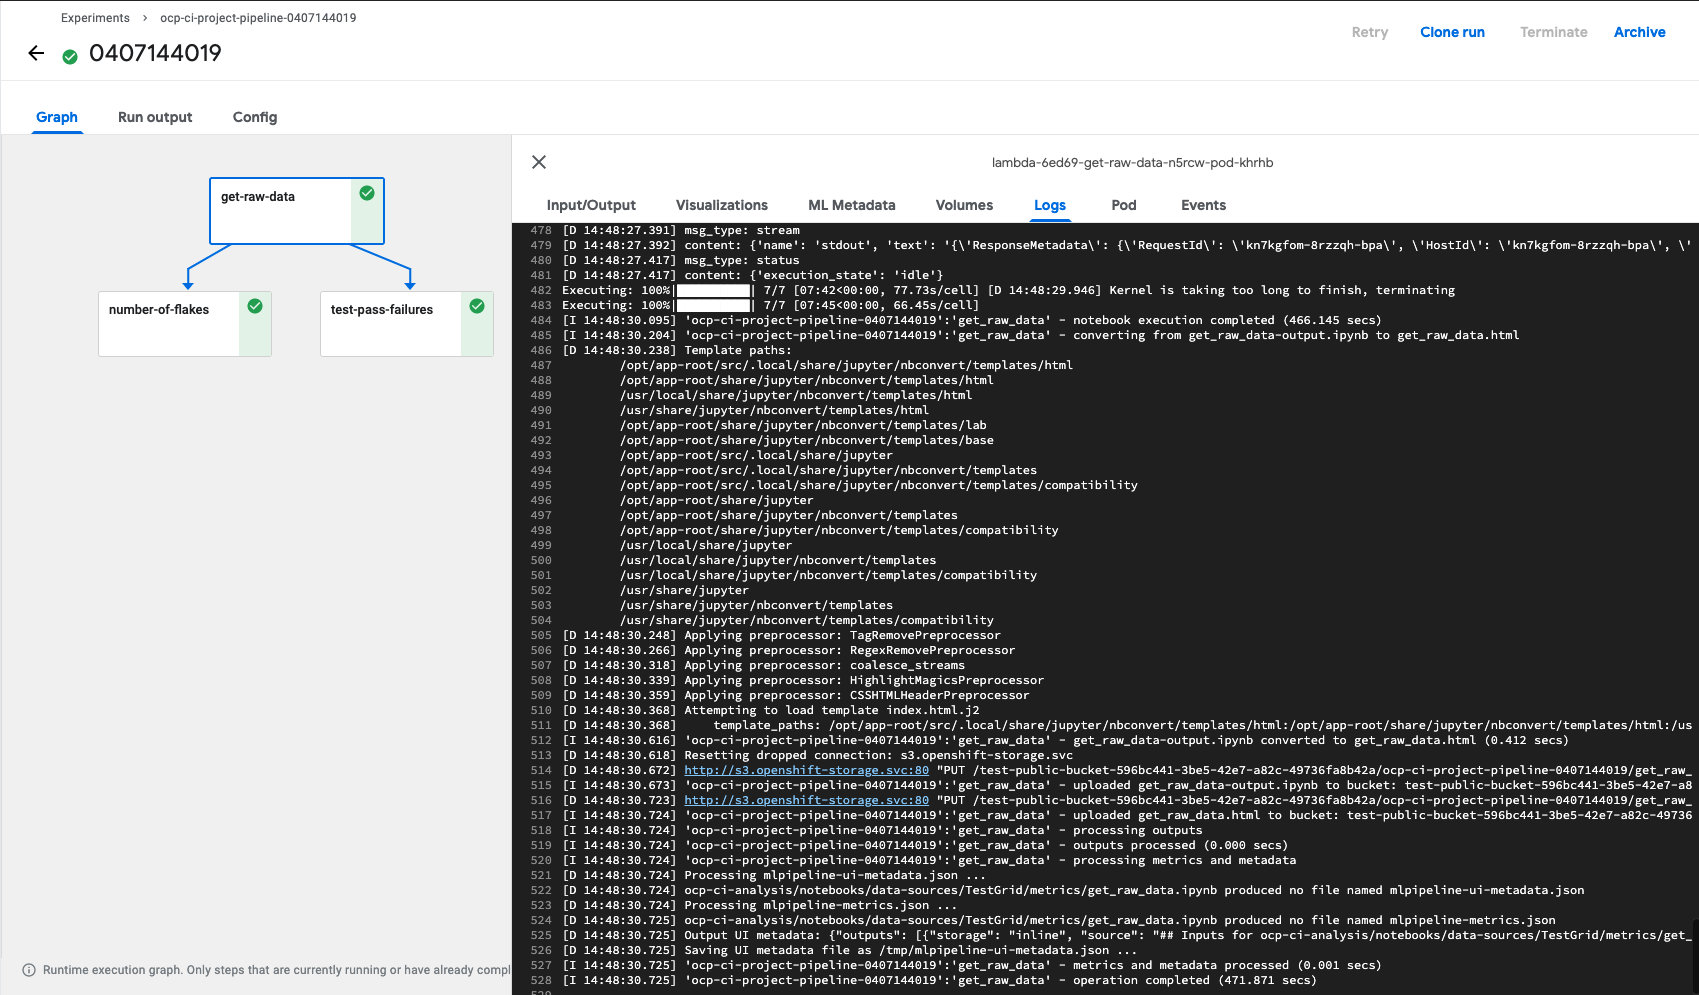 Experiments > ocp-ci-project-pipeline-0407144019
0407144019
Retry Clone run Terminate Archive
Graph Run output Config
get-raw-data
number-of-flakes
test-pass-failures
Runtime execution graph. Only steps that are currently running or have already compl
lambda-6ed69-get-raw-data-n5rcw-pod-khrhb
Input/Output Visualizations ML Metadata Volumes Logs Pod Events
478 [D 14:48:27.391] msg_type: stream
479 [D 14:48:27.392] content: {'name': 'stdout', 'text': '{\'ResponseMetadata\': {\'RequestId\': \'kn7kgfom-8rzzqh-bpa\', \'HostId\': \'kn7kgfom-8rzzqh-bpa\', \'
480 [D 14:48:27.417] msg_type: status
481 [D 14:48:27.417] content: {'execution_state': 'idle'}
482 Executing: 100%|██████████| 7/7 [07:42<00:00, 77.73s/cell] [D 14:48:29.946] Kernel is taking too long to finish, terminating
483 Executing: 100%|██████████| 7/7 [07:45<00:00, 66.45s/cell]
484 [I 14:48:30.095] 'ocp-ci-project-pipeline-0407144019':'get_raw_data' - notebook execution completed (466.145 secs)
485 [I 14:48:30.204] 'ocp-ci-project-pipeline-0407144019':'get_raw_data' - converting from get_raw_data-output.ipynb to get_raw_data.html
486 [D 14:48:30.238] Template paths:
487 /opt/app-root/src/.local/share/jupyter/nbconvert/templates/html
488 /opt/app-root/share/jupyter/nbconvert/templates/html
489 /usr/local/share/jupyter/nbconvert/templates/html
490 /usr/share/jupyter/nbconvert/templates/html
491 /opt/app-root/share/jupyter/nbconvert/templates/lab
492 /opt/app-root/share/jupyter/nbconvert/templates/base
493 /opt/app-root/src/.local/share/jupyter
494 /opt/app-root/src/.local/share/jupyter/nbconvert/templates
495 /opt/app-root/src/.local/share/jupyter/nbconvert/templates/compatibility
496 /opt/app-root/share/jupyter
497 /opt/app-root/share/jupyter/nbconvert/templates
498 /opt/app-root/share/jupyter/nbconvert/templates/compatibility
499 /usr/local/share/jupyter
500 /usr/local/share/jupyter/nbconvert/templates
501 /usr/local/share/jupyter/nbconvert/templates/compatibility
502 /usr/share/jupyter
503 /usr/share/jupyter/nbconvert/templates
504 /usr/share/jupyter/nbconvert/templates/compatibility
505 [D 14:48:30.248] Applying preprocessor: TagRemovePreprocessor
506 [D 14:48:30.266] Applying preprocessor: RegexRemovePreprocessor
507 [D 14:48:30.318] Applying preprocessor: coalesce_streams
508 [D 14:48:30.339] Applying preprocessor: HighlightMagicsPreprocessor
509 [D 14:48:30.359] Applying preprocessor: CSSHTMLHeaderPreprocessor
510 [D 14:48:30.368] Attempting to load template index.html.j2
511 [D 14:48:30.368] template_paths: /opt/app-root/src/.local/share/jupyter/nbconvert/templates/html:/opt/app-root/share/jupyter/nbconvert/templates/html:/us
512 [I 14:48:30.616] 'ocp-ci-project-pipeline-0407144019':'get_raw_data' - get_raw_data-output.ipynb converted to get_raw_data.html (0.412 secs)
513 [D 14:48:30.618] Resetting dropped connection: s3.openshift-storage.svc
514 [D 14:48:30.672] http://s3.openshift-storage.svc:80 "PUT /test-public-bucket-596bc441-3be5-42e7-a82c-49736fa8b42a/ocp-ci-project-pipeline-0407144019/get_raw_
515 [I 14:48:30.673] 'ocp-ci-project-pipeline-0407144019':'get_raw_data' - uploaded get_raw_data-output.ipynb to bucket: test-public-bucket-596bc441-3be5-42e7-a8
516 [D 14:48:30.723] http://s3.openshift-storage.svc:80 "PUT /test-public-bucket-596bc441-3be5-42e7-a82c-49736fa8b42a/ocp-ci-project-pipeline-0407144019/get_raw_
517 [I 14:48:30.724] 'ocp-ci-project-pipeline-0407144019':'get_raw_data' - uploaded get_raw_data.html to bucket: test-public-bucket-596bc441-3be5-42e7-a82c-49736
518 [I 14:48:30.724] 'ocp-ci-project-pipeline-0407144019':'get_raw_data' - processing outputs
519 [I 14:48:30.724] 'ocp-ci-project-pipeline-0407144019':'get_raw_data' - outputs processed (0.000 secs)
520 [I 14:48:30.724] 'ocp-ci-project-pipeline-0407144019':'get_raw_data' - processing metrics and metadata
521 [D 14:48:30.724] Processing mlpipeline-ui-metadata.json ...
522 [D 14:48:30.724] ocp-ci-analysis/notebooks/data-sources/TestGrid/metrics/get_raw_data.ipynb produced no file named mlpipeline-ui-metadata.json
523 [D 14:48:30.724] Processing mlpipeline-metrics.json ...
524 [D 14:48:30.725] ocp-ci-analysis/notebooks/data-sources/TestGrid/metrics/get_raw_data.ipynb produced no file named mlpipeline-metrics.json
525 [D 14:48:30.725] Output UI metadata: {"outputs": [{"storage": "inline", "source": "## Inputs for ocp-ci-analysis/notebooks/data-sources/TestGrid/metrics/get_
526 [D 14:48:30.725] Saving UI metadata file as /tmp/mlpipeline-ui-metadata.json ...
527 [I 14:48:30.725] 'ocp-ci-project-pipeline-0407144019':'get_raw_data' - metrics and metadata processed (0.001 secs)
528 [I 14:48:30.725] 'ocp-ci-project-pipeline-0407144019':'get_raw_data' - operation completed (471.871 secs)